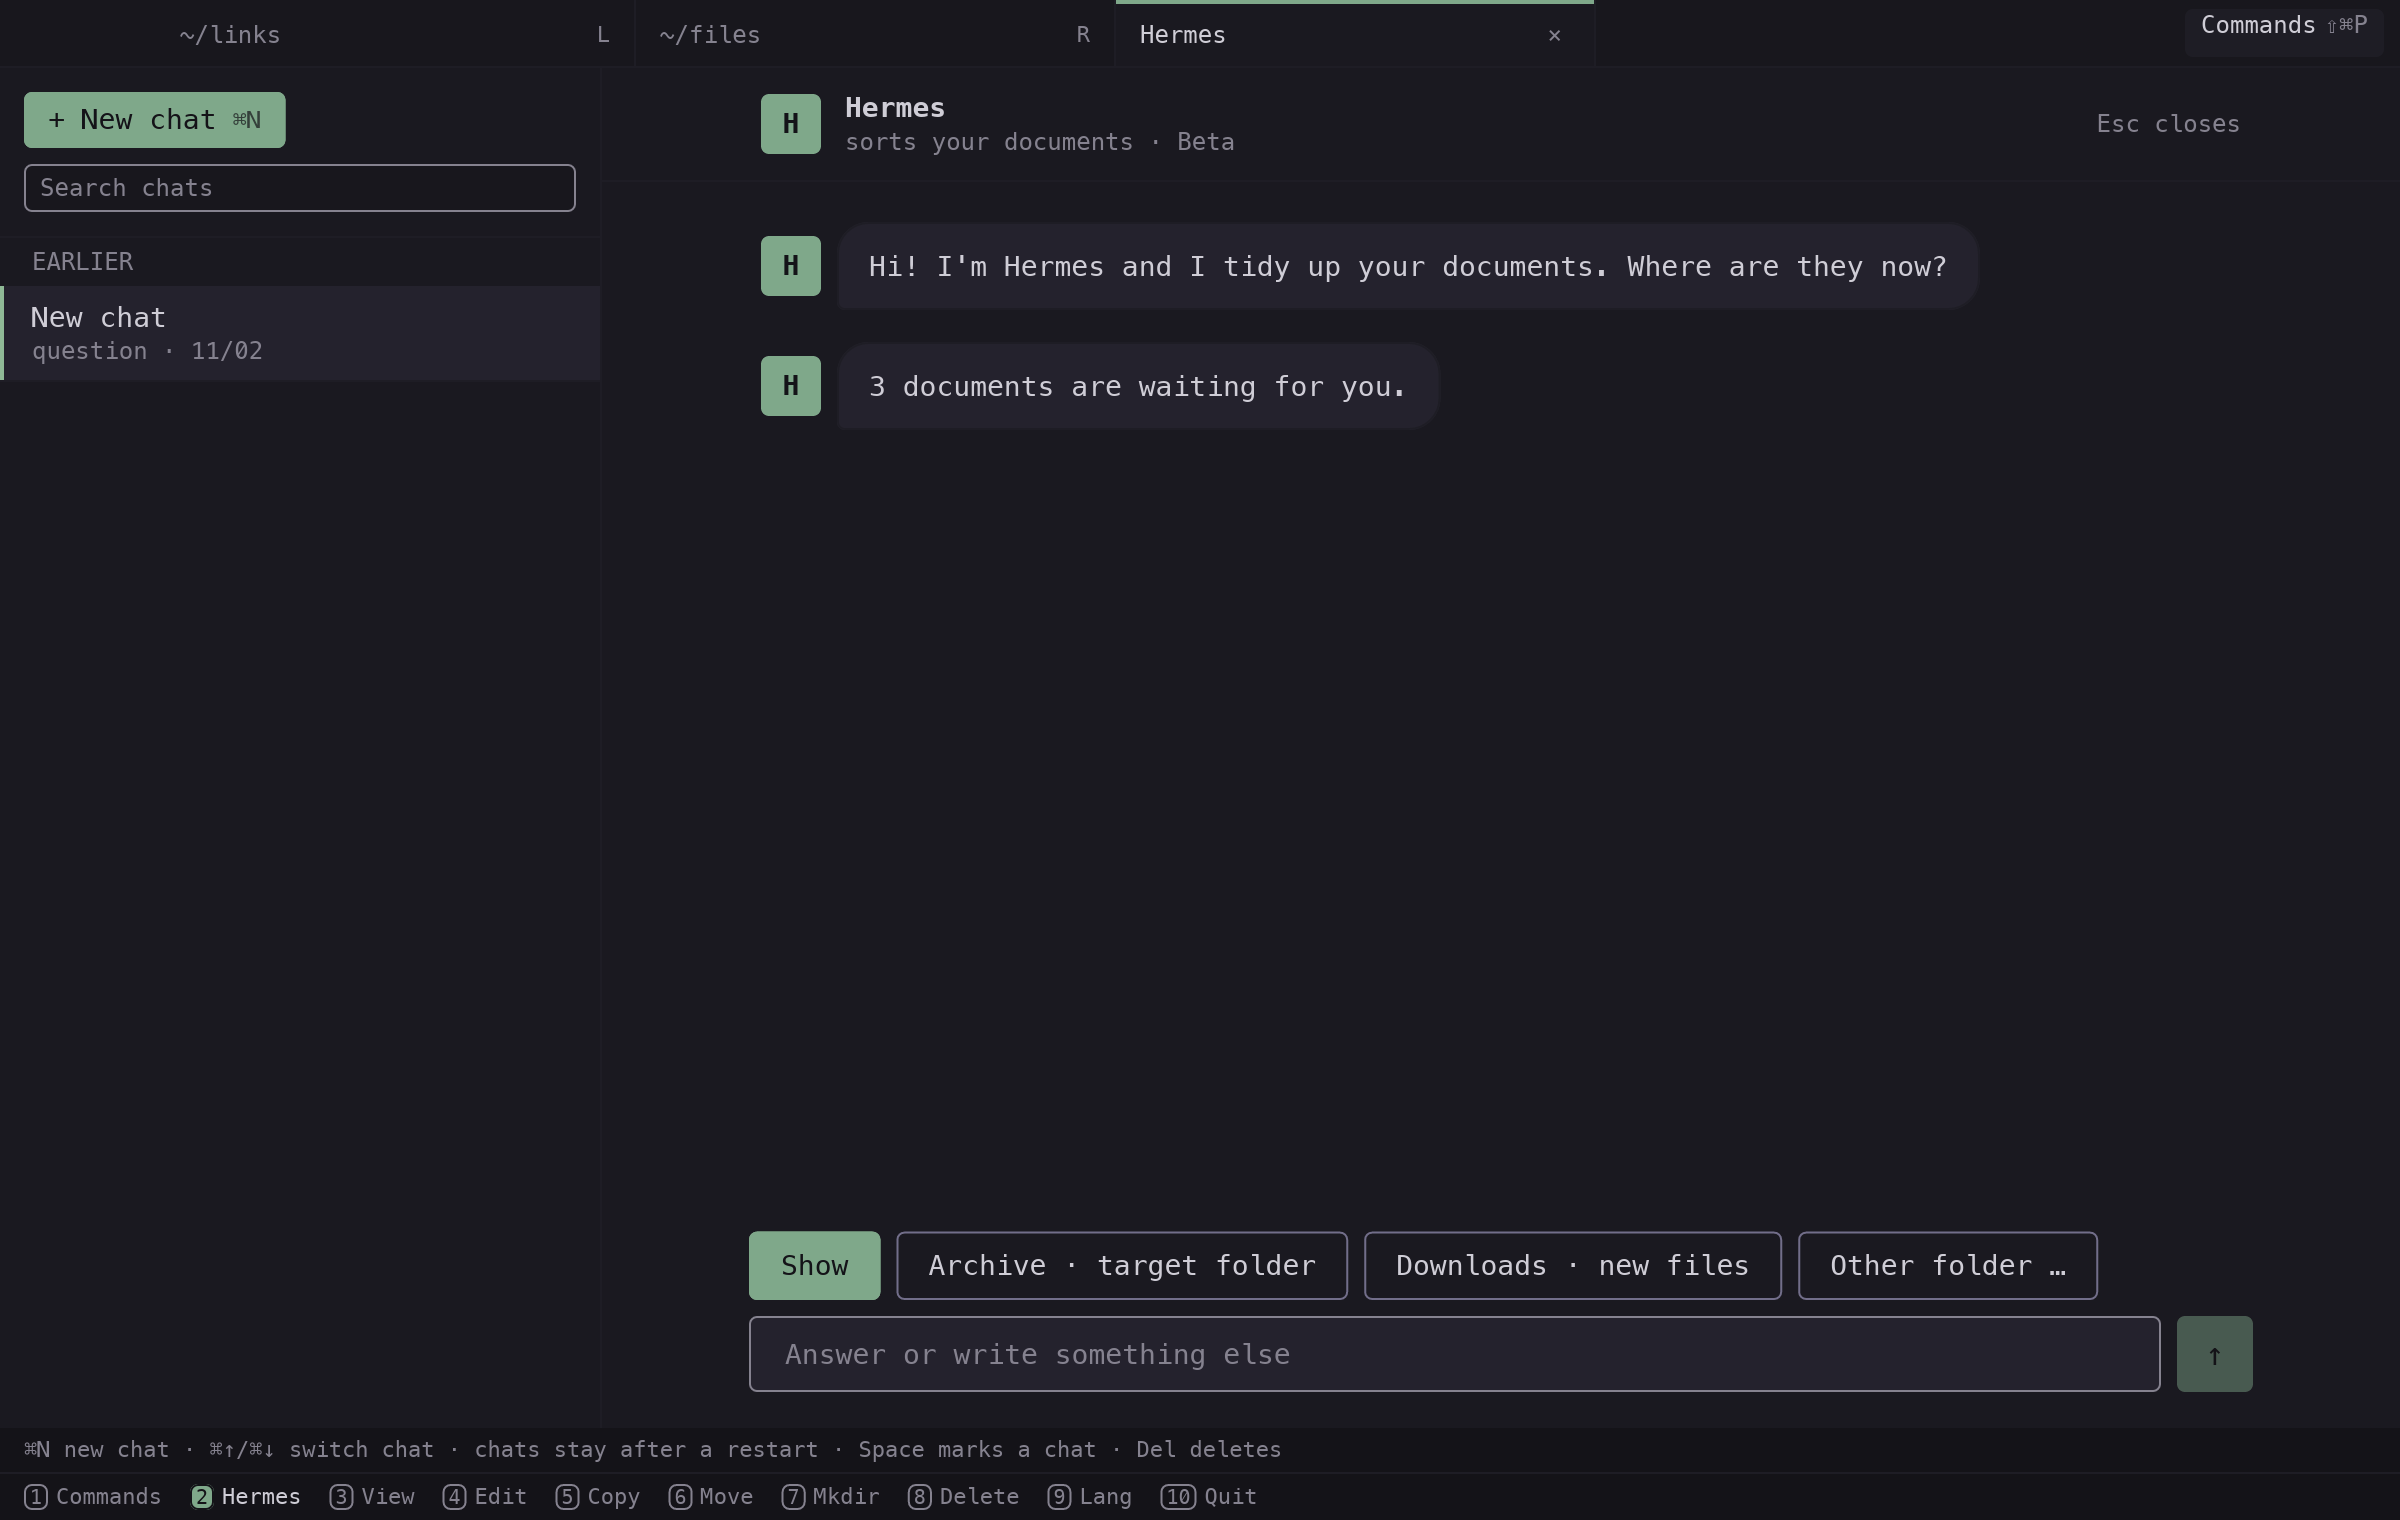 ~/links L ~/files R Hermes × Commands ⇧⌘P
+ New chat ⌘N
Search chats
EARLIER
New chat
question · 11/02
H Hermes
sorts your documents · Beta
Esc closes
H Hi! I'm Hermes and I tidy up your documents. Where are they now?
H 3 documents are waiting for you.
Show Archive · target folder Downloads · new files Other folder …
Answer or write something else ↑
⌘N new chat · ⌘↑/⌘↓ switch chat · chats stay after a restart · Space marks a chat · Del deletes
1 Commands 2 Hermes 3 View 4 Edit 5 Copy 6 Move 7 Mkdir 8 Delete 9 Lang 10 Quit